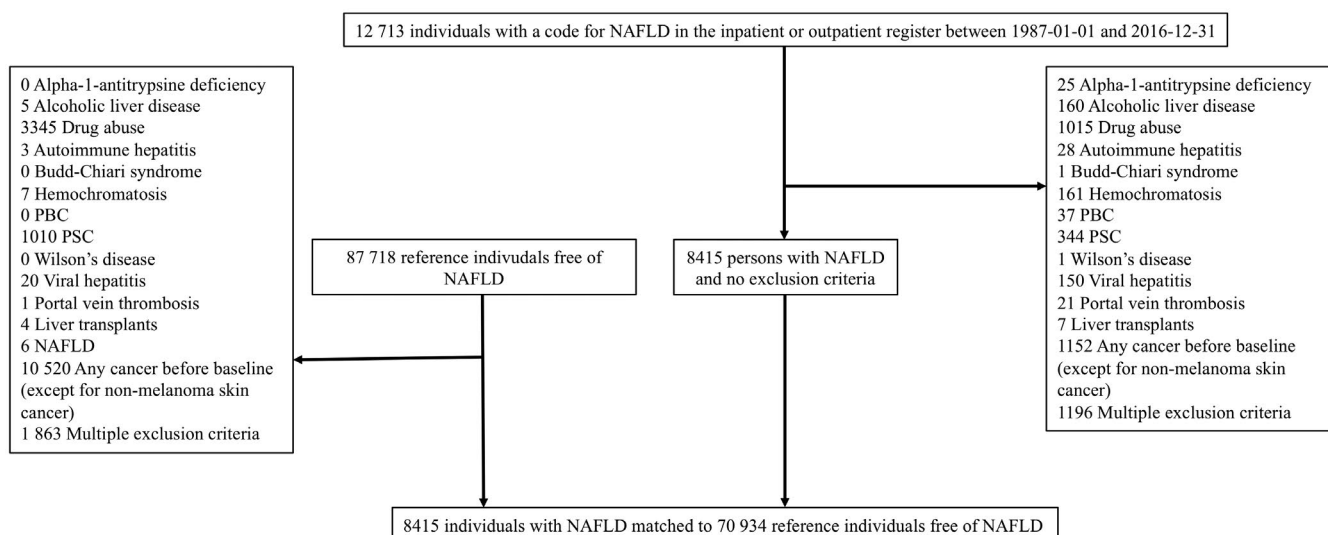 12 713 individuals with a code for NAFLD in the inpatient or outpatient register between 1987-01-01 and 2016-12-31
0 Alpha-1-antitrypsine deficiency
5 Alcoholic liver disease
3345 Drug abuse
3 Autoimmune hepatitis
0 Budd-Chiari syndrome
7 Hemochromatosis
0 PBC
1010 PSC
0 Wilson's disease
20 Viral hepatitis
1 Portal vein thrombosis
4 Liver transplants
6 NAFLD
10 520 Any cancer before baseline
(except for non-melanoma skin
cancer)
1 863 Multiple exclusion criteria
87 718 reference indivudals free of
NAFLD
8415 persons with NAFLD
and no exclusion criteria
25 Alpha-1-antitrypsine deficiency
160 Alcoholic liver disease
1015 Drug abuse
28 Autoimmune hepatitis
1 Budd-Chiari syndrome
161 Hemochromatosis
37 PBC
344 PSC
1 Wilson's disease
150 Viral hepatitis
21 Portal vein thrombosis
7 Liver transplants
1152 Any cancer before baseline
(except for non-melanoma skin
cancer)
1196 Multiple exclusion criteria
8415 individuals with NAFLD matched to 70 934 reference individuals free of NAFLD